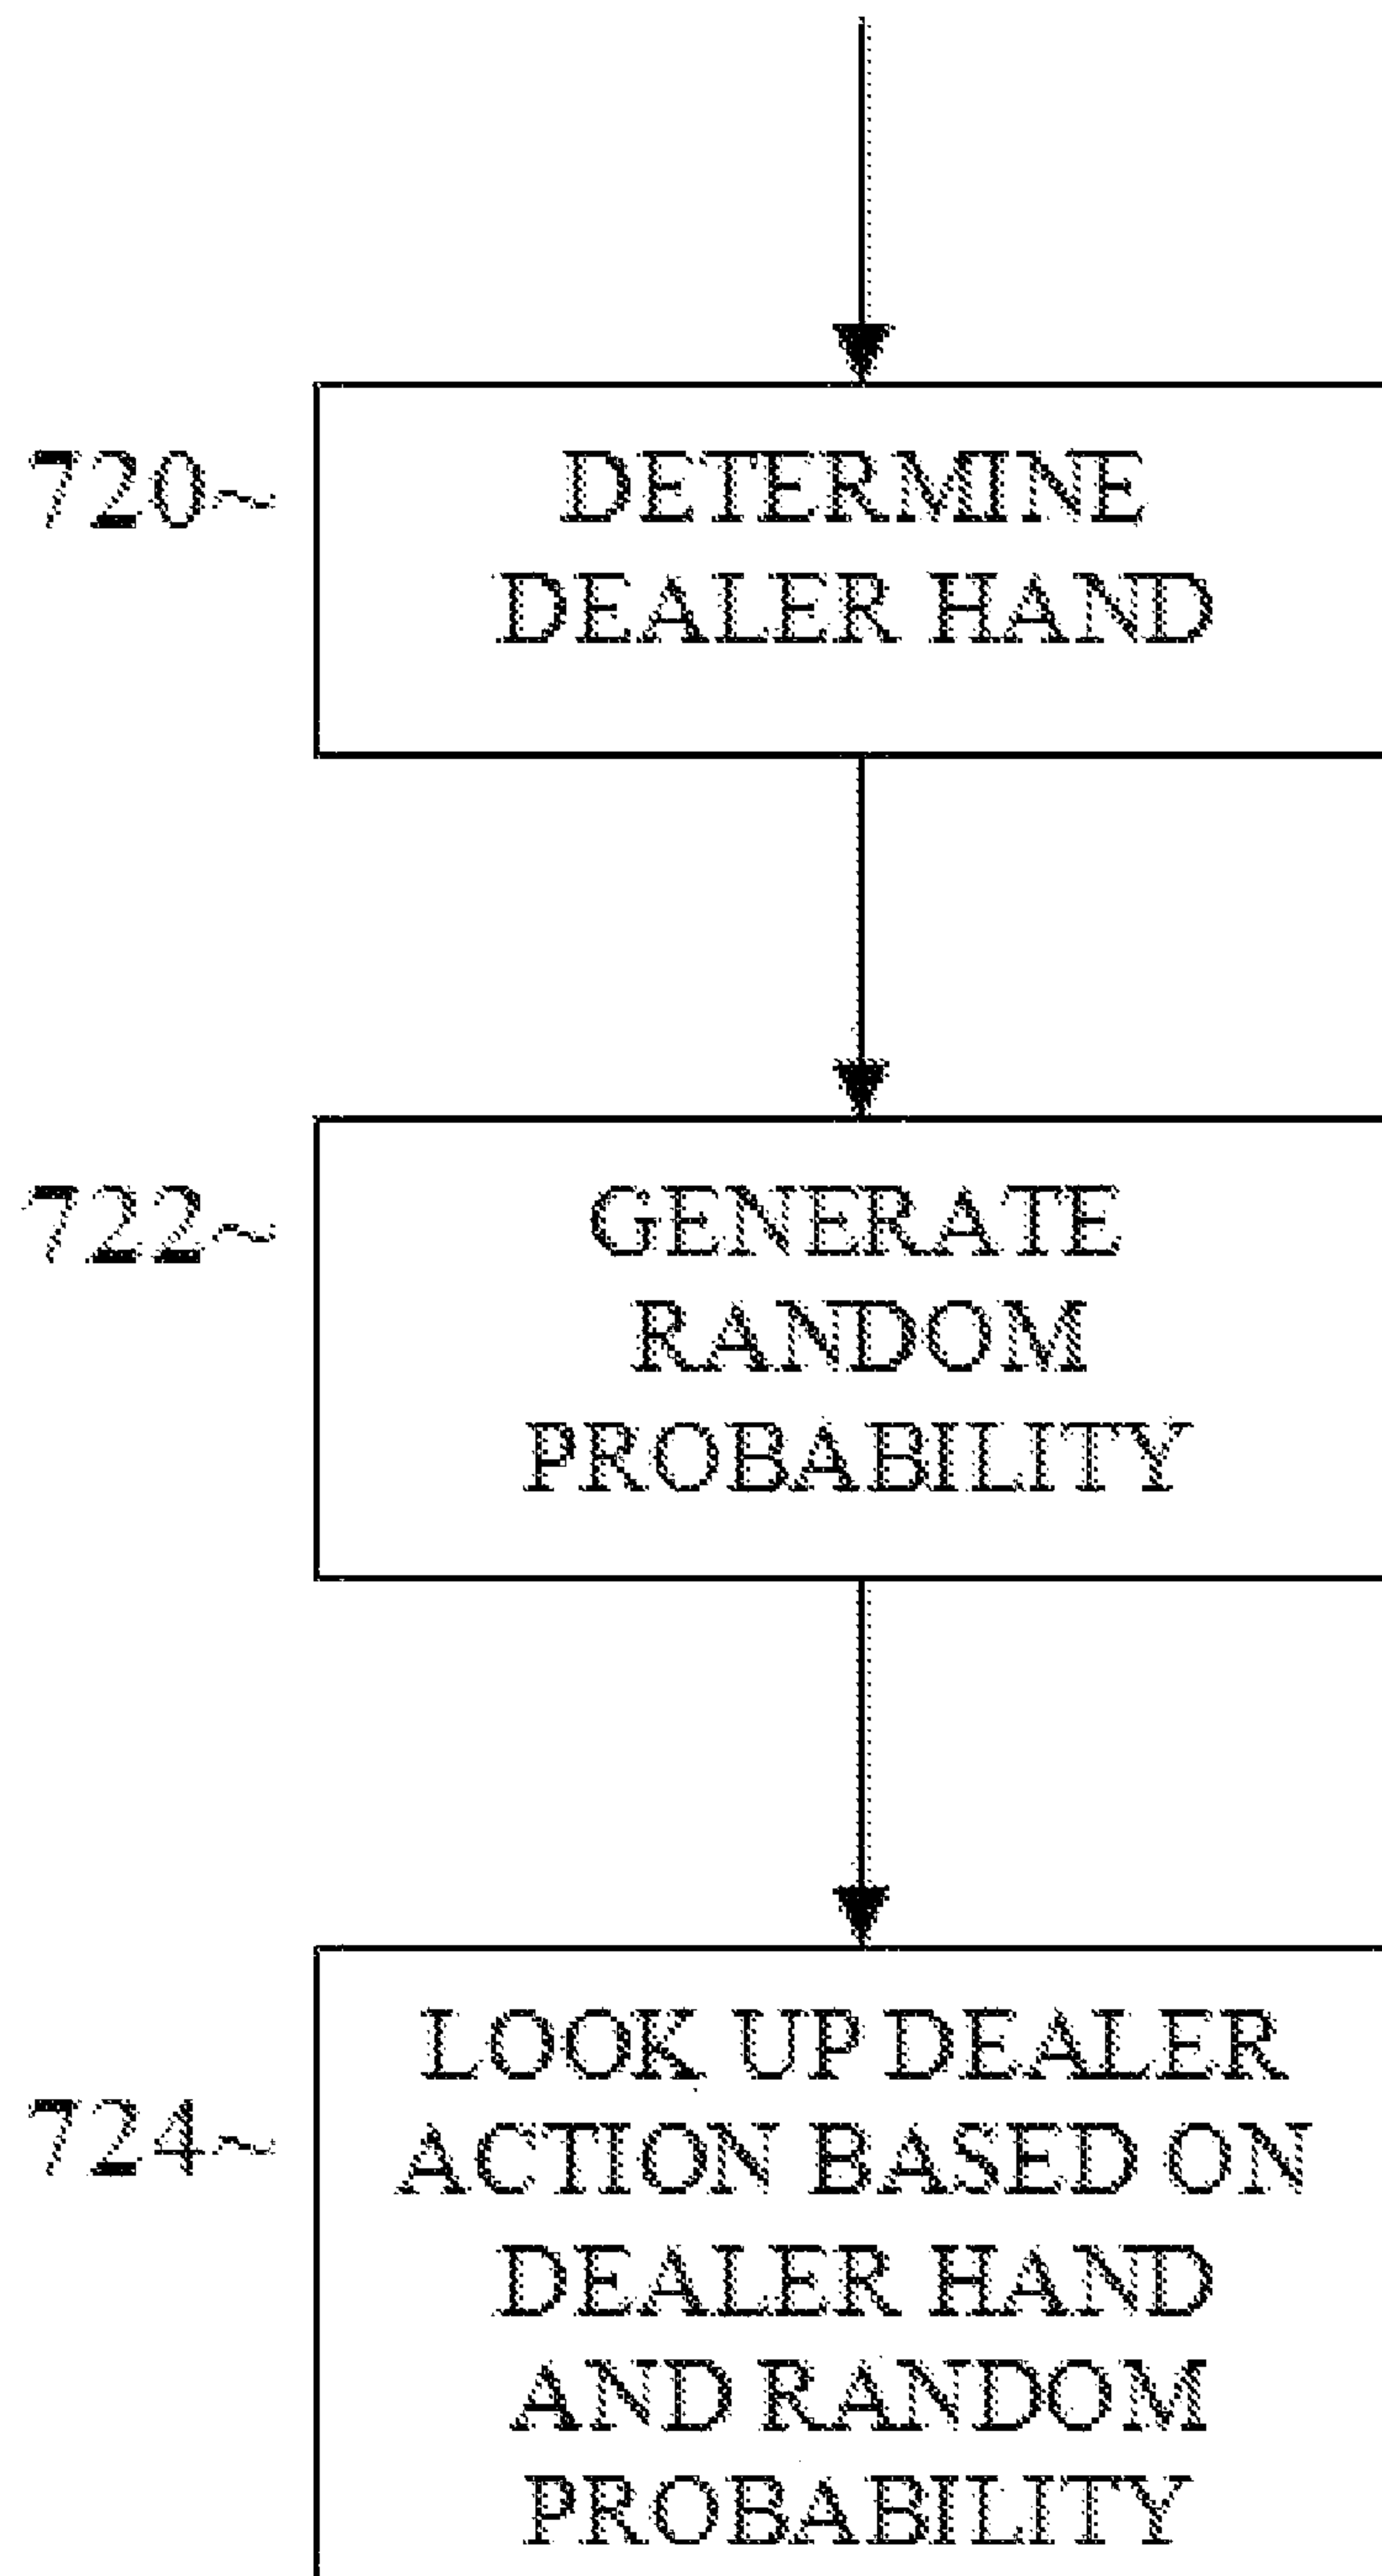 720~
DETERMINE
DEALER HAND
722~
GENERATE
RANDOM
PROBABILITY
724~
LOOK UP DEALER
ACTION BASED ON
DEALER HAND
AND RANDOM
PROBABILITY